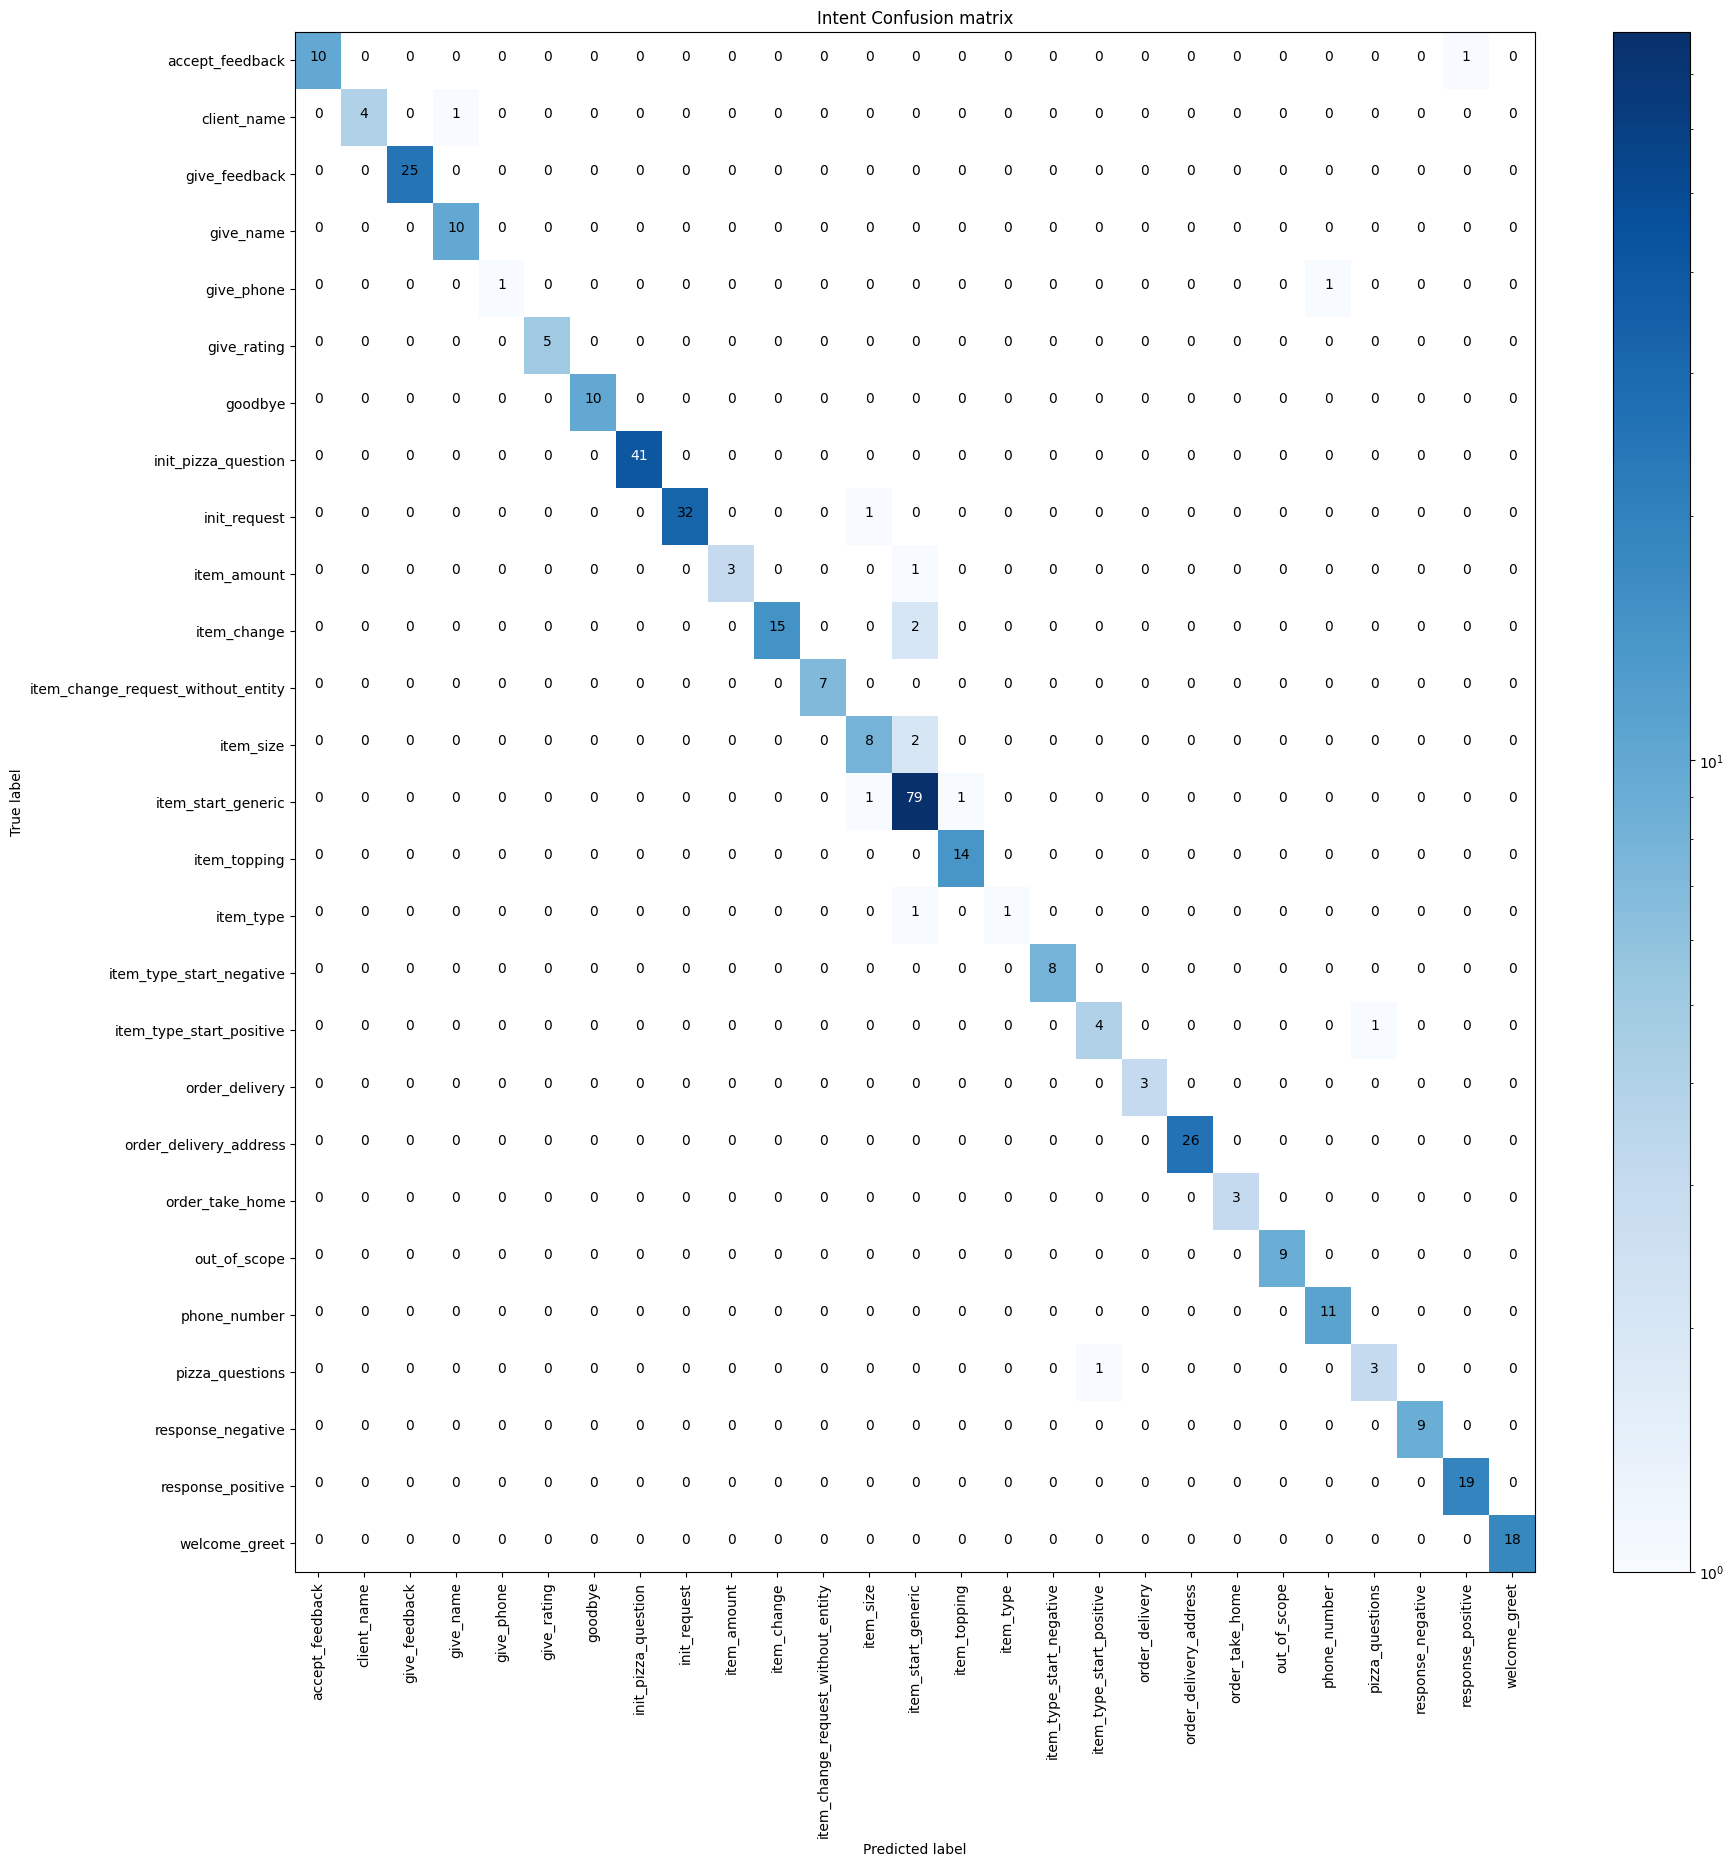 Intent Confusion matrix
accept_feedback 10 0 0 0 0 0 0 0 0 0 0 0 0 0 0 0 0 0 0 0 0 0 0 0 0 1 0
client_name 0 4 0 1 0 0 0 0 0 0 0 0 0 0 0 0 0 0 0 0 0 0 0 0 0 0 0
give_feedback 0 0 25 0 0 0 0 0 0 0 0 0 0 0 0 0 0 0 0 0 0 0 0 0 0 0 0
give_name 0 0 0 10 0 0 0 0 0 0 0 0 0 0 0 0 0 0 0 0 0 0 0 0 0 0 0
give_phone 0 0 0 0 1 0 0 0 0 0 0 0 0 0 0 0 0 0 0 0 0 0 1 0 0 0 0
give_rating 0 0 0 0 0 5 0 0 0 0 0 0 0 0 0 0 0 0 0 0 0 0 0 0 0 0 0
goodbye 0 0 0 0 0 0 10 0 0 0 0 0 0 0 0 0 0 0 0 0 0 0 0 0 0 0 0
init_pizza_question 0 0 0 0 0 0 0 41 0 0 0 0 0 0 0 0 0 0 0 0 0 0 0 0 0 0 0
init_request 0 0 0 0 0 0 0 0 32 0 0 0 1 0 0 0 0 0 0 0 0 0 0 0 0 0 0
item_amount 0 0 0 0 0 0 0 0 0 3 0 0 0 1 0 0 0 0 0 0 0 0 0 0 0 0 0
item_change 0 0 0 0 0 0 0 0 0 0 15 0 0 2 0 0 0 0 0 0 0 0 0 0 0 0 0
item_change_request_without_entity 0 0 0 0 0 0 0 0 0 0 0 7 0 0 0 0 0 0 0 0 0 0 0 0 0 0 0
item_size 0 0 0 0 0 0 0 0 0 0 0 0 8 2 0 0 0 0 0 0 0 0 0 0 0 0 0
item_start_generic 0 0 0 0 0 0 0 0 0 0 0 0 1 79 1 0 0 0 0 0 0 0 0 0 0 0 0
item_topping 0 0 0 0 0 0 0 0 0 0 0 0 0 0 14 0 0 0 0 0 0 0 0 0 0 0 0
item_type 0 0 0 0 0 0 0 0 0 0 0 0 0 1 0 1 0 0 0 0 0 0 0 0 0 0 0
item_type_start_negative 0 0 0 0 0 0 0 0 0 0 0 0 0 0 0 0 8 0 0 0 0 0 0 0 0 0 0
item_type_start_positive 0 0 0 0 0 0 0 0 0 0 0 0 0 0 0 0 0 4 0 0 0 0 0 1 0 0 0
order_delivery 0 0 0 0 0 0 0 0 0 0 0 0 0 0 0 0 0 0 3 0 0 0 0 0 0 0 0
order_delivery_address 0 0 0 0 0 0 0 0 0 0 0 0 0 0 0 0 0 0 0 26 0 0 0 0 0 0 0
order_take_home 0 0 0 0 0 0 0 0 0 0 0 0 0 0 0 0 0 0 0 0 3 0 0 0 0 0 0
out_of_scope 0 0 0 0 0 0 0 0 0 0 0 0 0 0 0 0 0 0 0 0 0 9 0 0 0 0 0
phone_number 0 0 0 0 0 0 0 0 0 0 0 0 0 0 0 0 0 0 0 0 0 0 11 0 0 0 0
pizza_questions 0 0 0 0 0 0 0 0 0 0 0 0 0 0 0 0 0 1 0 0 0 0 0 3 0 0 0
response_negative 0 0 0 0 0 0 0 0 0 0 0 0 0 0 0 0 0 0 0 0 0 0 0 0 9 0 0
response_positive 0 0 0 0 0 0 0 0 0 0 0 0 0 0 0 0 0 0 0 0 0 0 0 0 0 19 0
welcome_greet 0 0 0 0 0 0 0 0 0 0 0 0 0 0 0 0 0 0 0 0 0 0 0 0 0 0 18
True label
accept_feedback
client_name
give_feedback
give_name
give_phone
give_rating
goodbye
init_pizza_question
init_request
item_amount
item_change
item_change_request_without_entity
item_size
item_start_generic
item_topping
item_type
item_type_start_negative
item_type_start_positive
order_delivery
order_delivery_address
order_take_home
out_of_scope
phone_number
pizza_questions
response_negative
response_positive
welcome_greet
Predicted label
10¹
10⁰